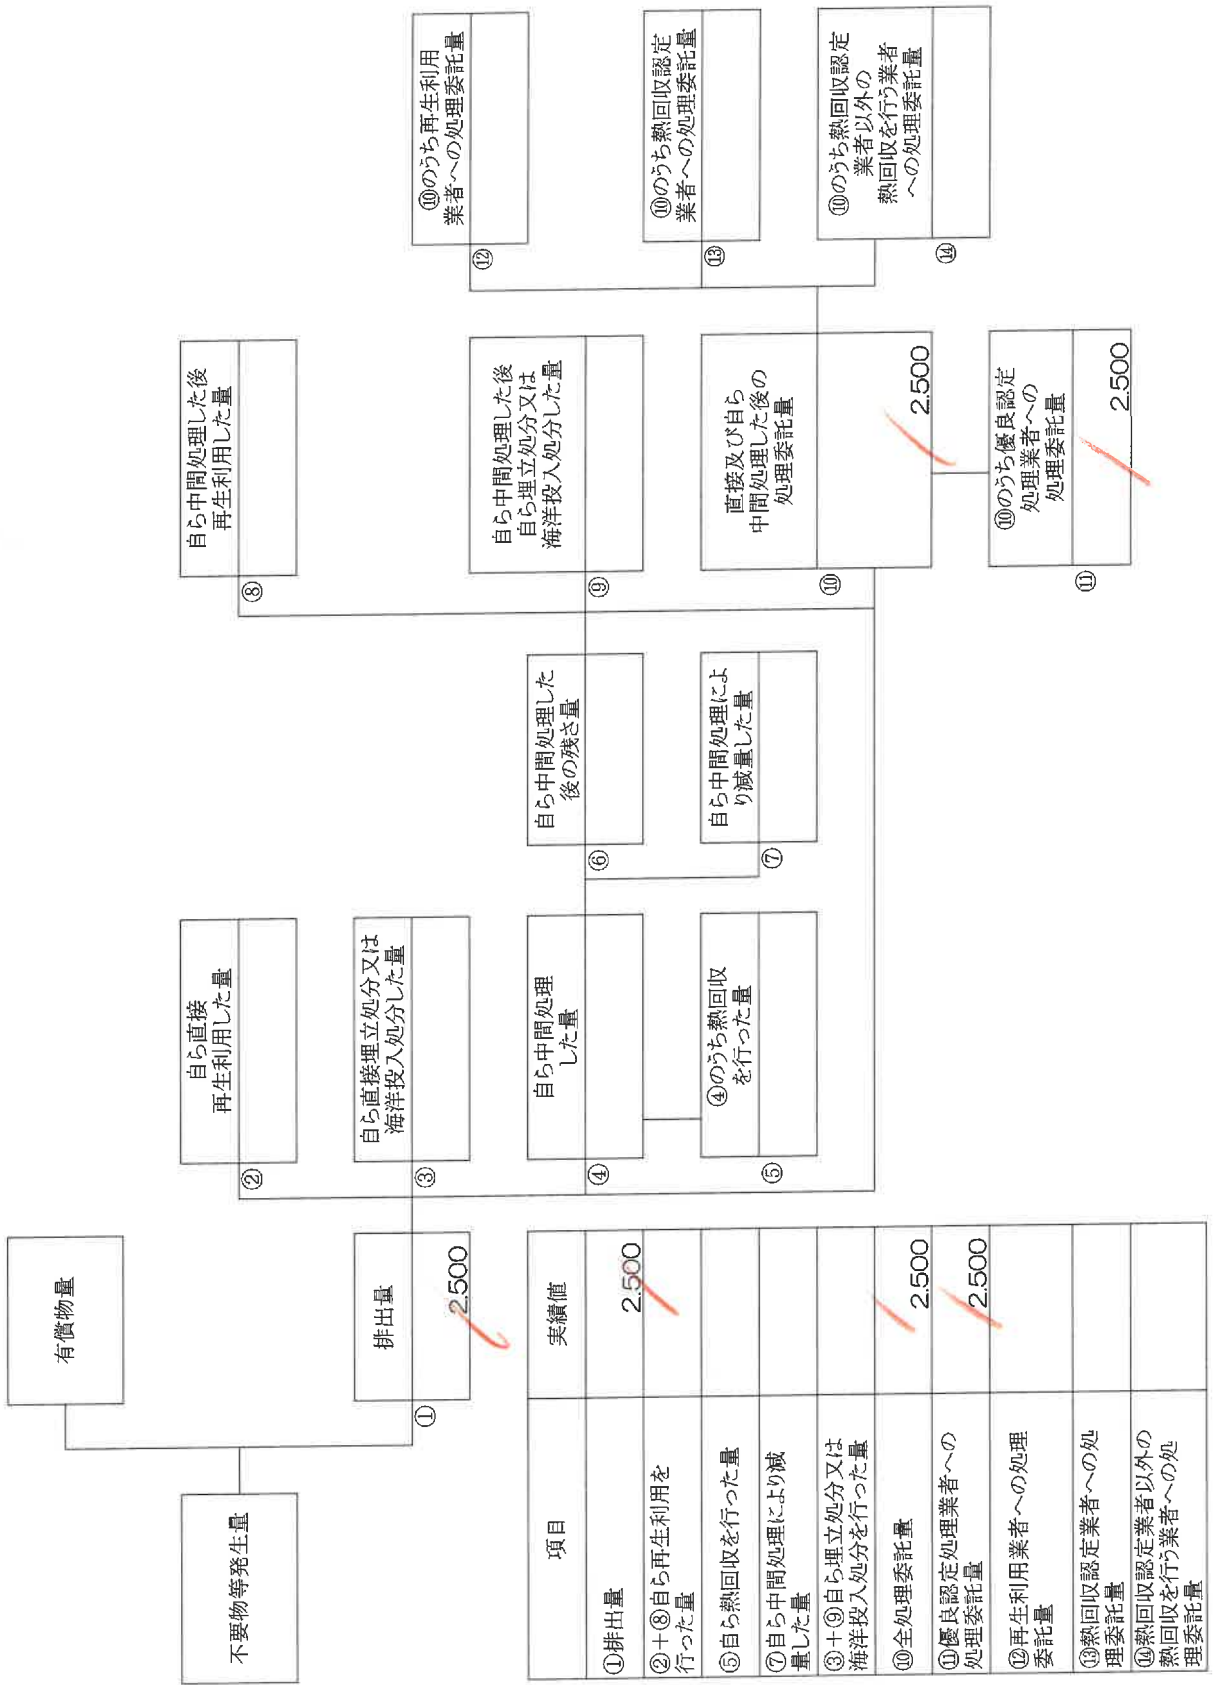 不要物等発生量
有償物量
①
排出量
2.500
②
自ら直接
再生利用した量
③
自ら直接埋立処分又は
海洋投入処分した量
④
自ら中間処理
した量
⑤
④のうち熱回収
を行った量
⑥
自ら中間処理した
後の残さ量
⑦
自ら中間処理によ
り減量した量
⑧
自ら中間処理した後
再生利用した量
⑨
自ら中間処理した後
自ら埋立処分又は
海洋投入処分した量
⑩
直接及び自ら
中間処理した後の
処理委託量
2.500
⑪
⑩のうち優良認定
処理業者への
処理委託量
2.500
⑫
⑩のうち再生利用
業者への処理委託量
⑬
⑩のうち熱回収認定
業者への処理委託量
⑭
⑩のうち熱回収認定
業者以外の
熱回収を行う業者
への処理委託量
項目
実績値
①排出量
2.500
②+⑧自ら再生利用を
行った量
⑤自ら熱回収を行った量
⑦自ら中間処理により減
量した量
③+⑨自ら埋立処分又は
海洋投入処分を行った量
⑩全処理委託量
2.500
⑪優良認定処理業者への
処理委託量
2.500
⑫再生利用業者への処理
委託量
⑬熱回収認定業者への処
理委託量
⑭熱回収認定業者以外の
熱回収を行う業者への処
理委託量